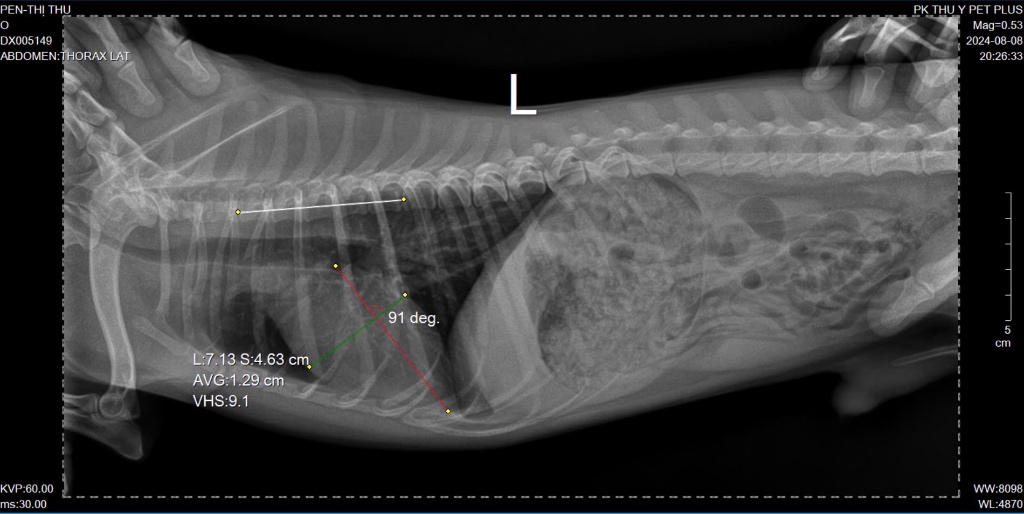 PEN-THỊ THU
O
DX005149
ABDOMEN:THORAX LAT
PK THU Y PET PLUS
Mag=0.53
2024-08-08
20:26:33
L
91 deg.
L:7.13 S:4.63 cm
AVG:1.29 cm
VHS:9.1
5
cm
KVP:60.00
ms:30.00
WW:8098
WL:4870